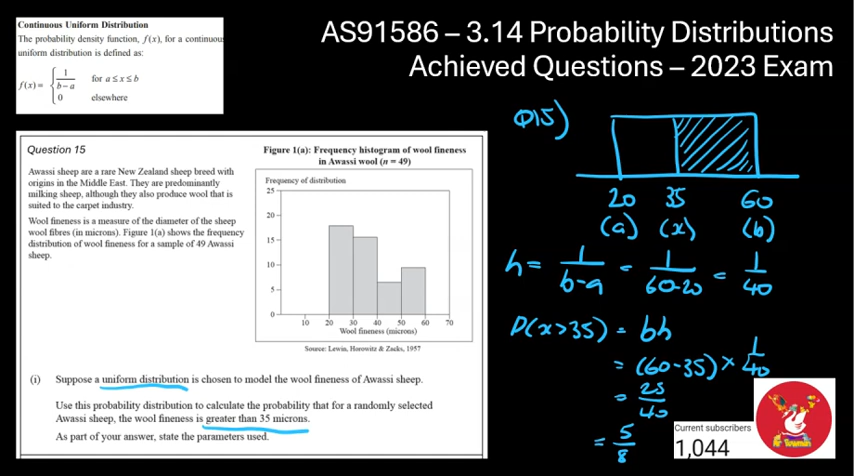 Continuous Uniform Distribution
The probability density function, f(x), for a continuous
uniform distribution is defined as:
f(x)= { 1/b−a for a ≤ x ≤ b
0 elsewhere
AS91586 – 3.14 Probability Distributions
Achieved Questions – 2023 Exam
Question 15
Awassi sheep are a rare New Zealand sheep breed with
origins in the Middle East. They are predominantly
milking sheep, although they also produce wool that is
suited to the carpet industry.
Wool fineness is a measure of the diameter of the sheep
wool fibres (in microns). Figure 1(a) shows the frequency
distribution of wool fineness for a sample of 49 Awassi
sheep.
Figure 1(a): Frequency histogram of wool fineness
in Awassi wool (n = 49)
Frequency of distribution
25
20
15
10
5
0
10 20 30 40 50 60 70
Wool fineness (microns)
Source: Lewin, Horowitz & Zacks, 1957
(i) Suppose a uniform distribution is chosen to model the wool fineness of Awassi sheep.
Use this probability distribution to calculate the probability that for a randomly selected
Awassi sheep, the wool fineness is greater than 35 microns.
As part of your answer, state the parameters used.
Q15)
20 35 60
(a) (x) (b)
h = 1/b-a = 1/60-20 = 1/40
P(x>35) = bh
= (60-35) × 1/40
= 25/40
= 5/8
Current subscribers
1,044